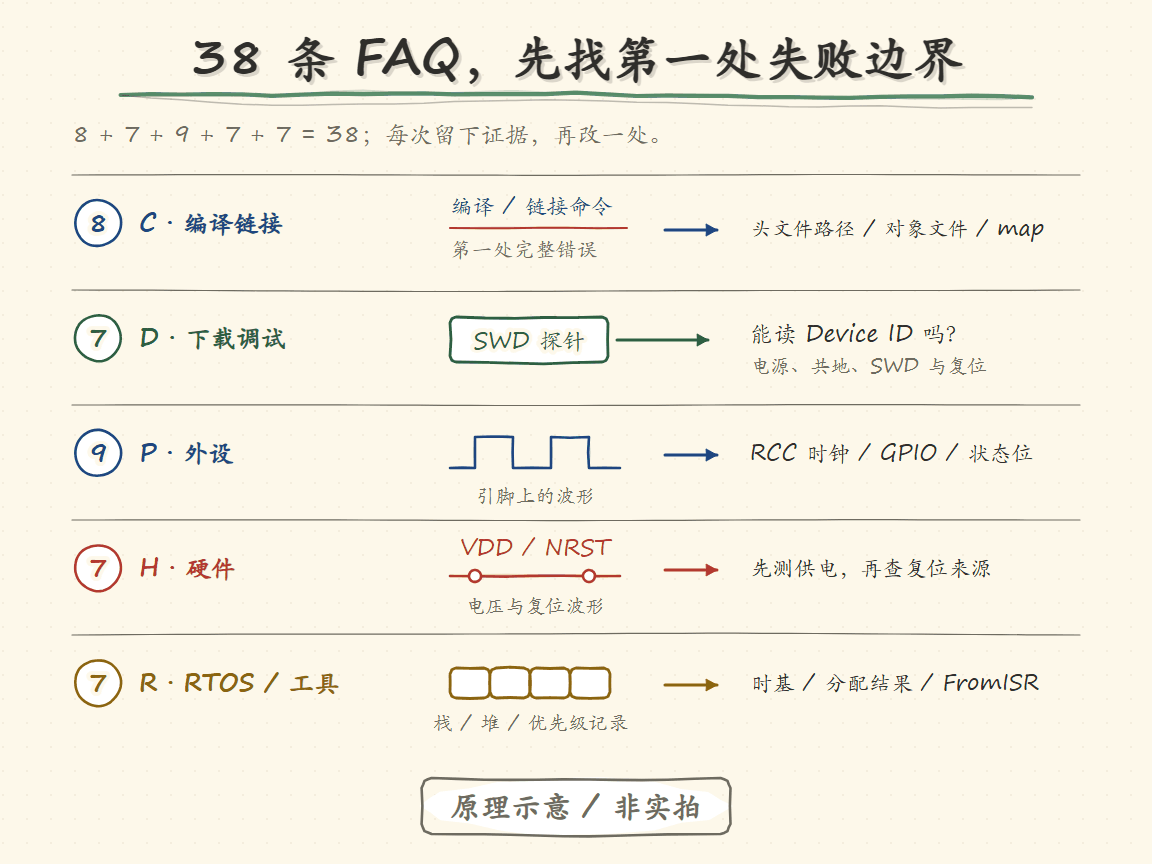 38 条 FAQ，先找第一处失败边界
8 + 7 + 9 + 7 + 7 = 38；每次留下证据，再改一处。
8 C · 编译链接
编译 / 链接命令
第一处完整错误
头文件路径 / 对象文件 / map
7 D · 下载调试
SWD 探针
能读 Device ID 吗？
电源、共地、SWD 与复位
9 P · 外设
引脚上的波形
RCC 时钟 / GPIO / 状态位
7 H · 硬件
VDD / NRST
电压与复位波形
先测供电，再查复位来源
7 R · RTOS / 工具
栈 / 堆 / 优先级记录
时基 / 分配结果 / FromISR
原理示意 / 非实拍